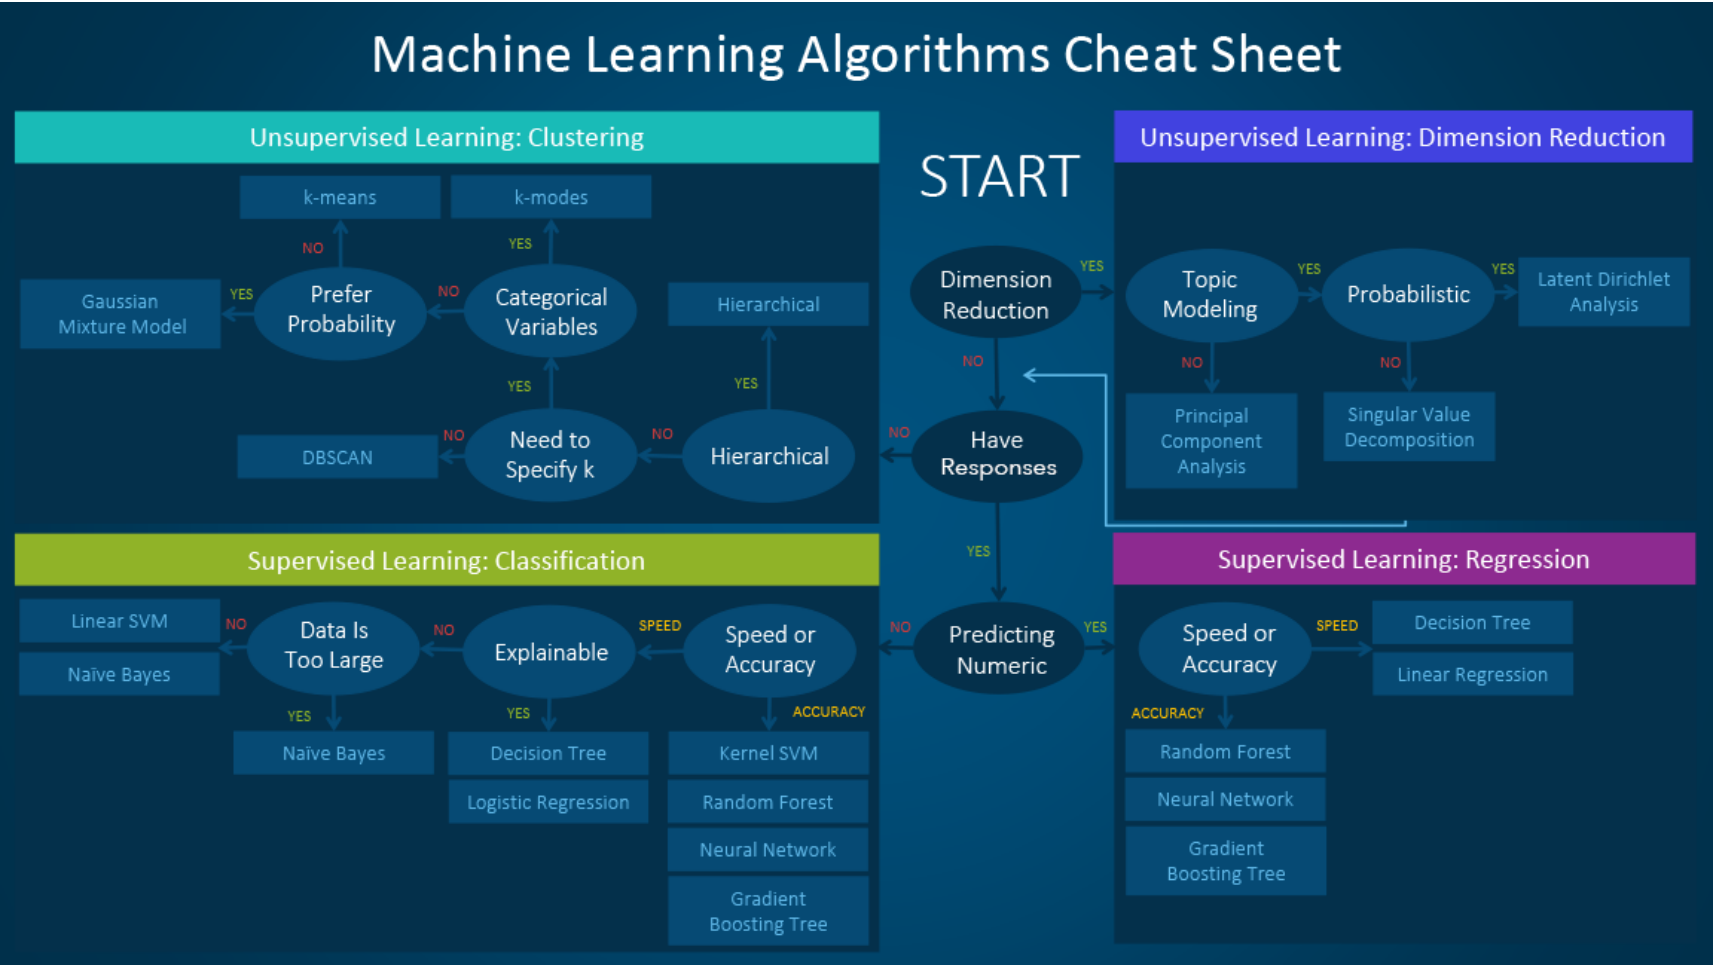 Machine Learning Algorithms Cheat Sheet
Unsupervised Learning: Clustering
k-means
k-modes
NO
YES
Gaussian
Mixture Model
YES
Prefer
Probability
NO
Categorical
Variables
Hierarchical
YES
YES
DBSCAN
NO
Need to
Specify k
NO
Hierarchical
START
Dimension
Reduction
YES
NO
NO
Have
Responses
YES
NO
Predicting
Numeric
YES
Unsupervised Learning: Dimension Reduction
Topic
Modeling
YES
Probabilistic
YES
Latent Dirichlet
Analysis
NO
NO
Principal
Component
Analysis
Singular Value
Decomposition
Supervised Learning: Classification
Linear SVM
Naïve Bayes
NO
Data Is
Too Large
NO
Explainable
SPEED
Speed or
Accuracy
YES
YES
ACCURACY
Naïve Bayes
Decision Tree
Logistic Regression
Kernel SVM
Random Forest
Neural Network
Gradient
Boosting Tree
Supervised Learning: Regression
Speed or
Accuracy
SPEED
Decision Tree
Linear Regression
ACCURACY
Random Forest
Neural Network
Gradient
Boosting Tree